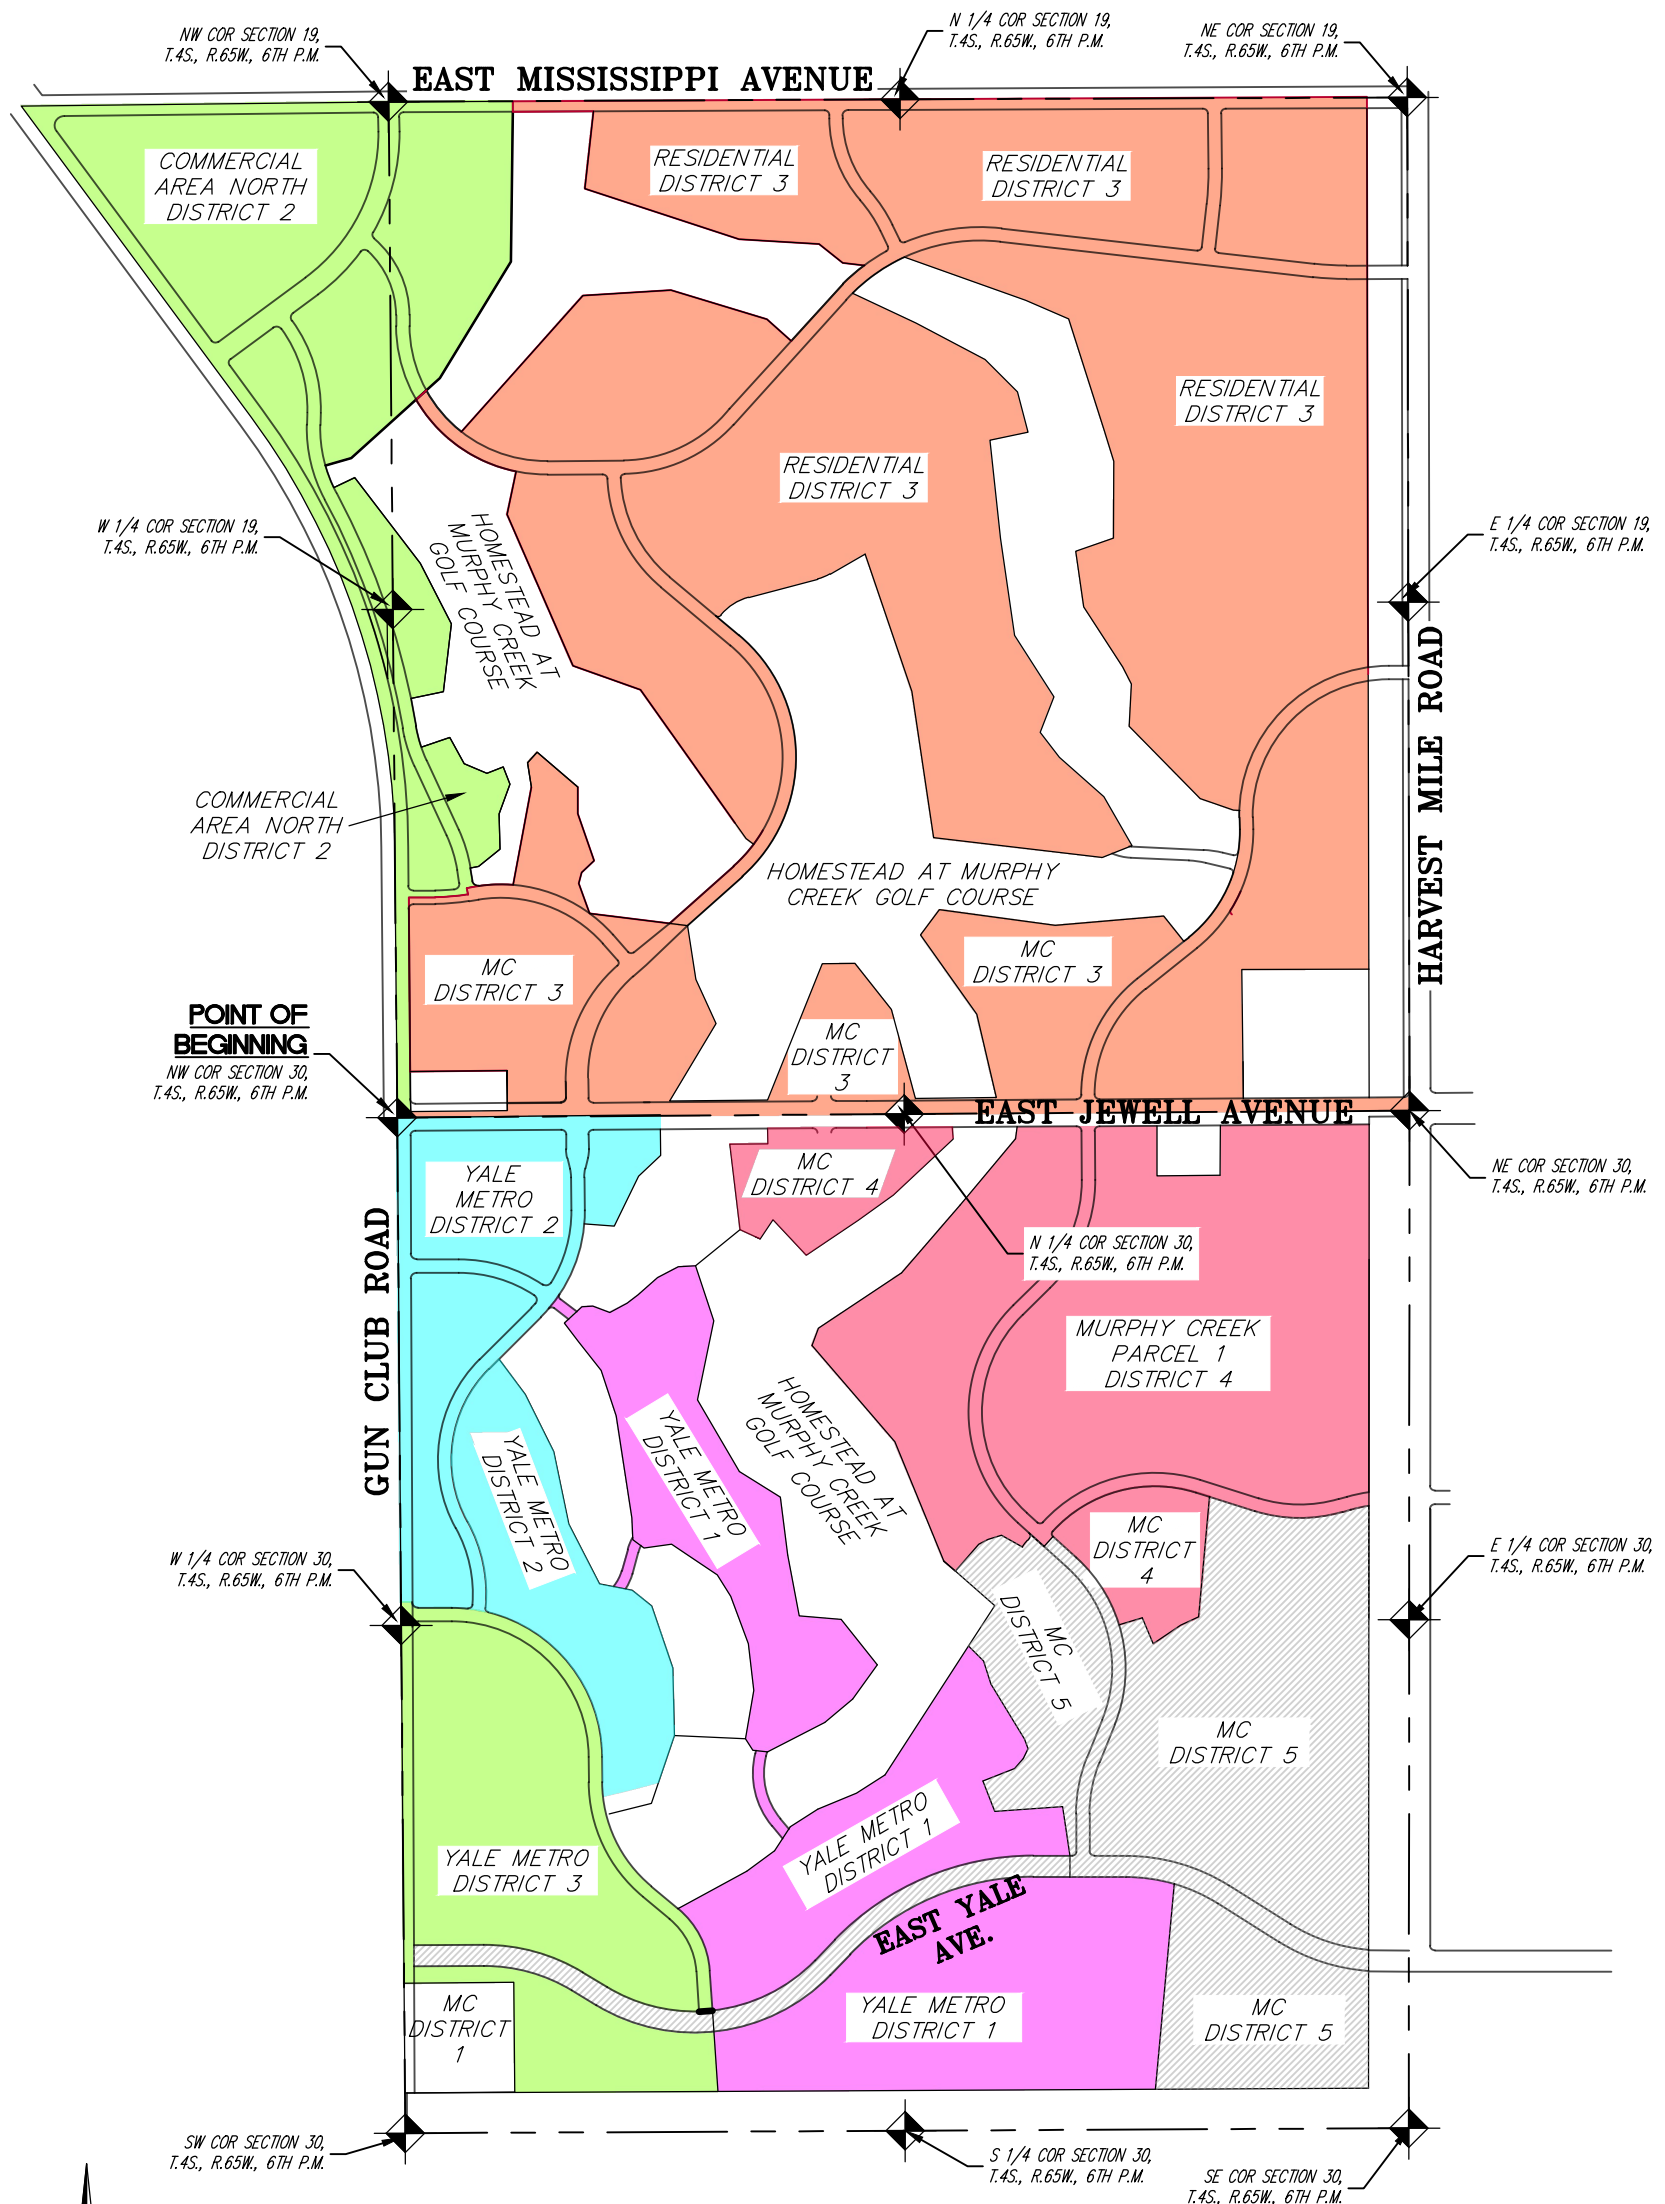 NW COR SECTION 19,
T.4S., R.65W., 6TH P.M.
N 1/4 COR SECTION 19,
T.4S., R.65W., 6TH P.M.
NE COR SECTION 19,
T.4S., R.65W., 6TH P.M.
EAST MISSISSIPPI AVENUE
COMMERCIAL
AREA NORTH
DISTRICT 2
RESIDENTIAL
DISTRICT 3
RESIDENTIAL
DISTRICT 3
RESIDENTIAL
DISTRICT 3
RESIDENTIAL
DISTRICT 3
W 1/4 COR SECTION 19,
T.4S., R.65W., 6TH P.M.
HOMESTEAD AT
MURPHY CREEK
GOLF COURSE
E 1/4 COR SECTION 19,
T.4S., R.65W., 6TH P.M.
HARVEST MILE ROAD
COMMERCIAL
AREA NORTH
DISTRICT 2
HOMESTEAD AT MURPHY
CREEK GOLF COURSE
MC
DISTRICT 3
MC
DISTRICT 3
MC
DISTRICT
3
POINT OF
BEGINNING
NW COR SECTION 30,
T.4S., R.65W., 6TH P.M.
EAST JEWELL AVENUE
YALE
METRO
DISTRICT 2
MC
DISTRICT 4
NE COR SECTION 30,
T.4S., R.65W., 6TH P.M.
N 1/4 COR SECTION 30,
T.4S., R.65W., 6TH P.M.
GUN CLUB ROAD
MURPHY CREEK
PARCEL 1
DISTRICT 4
HOMESTEAD AT
MURPHY CREEK
GOLF COURSE
YALE METRO
DISTRICT 1
YALE METRO
DISTRICT 2
MC
DISTRICT
4
W 1/4 COR SECTION 30,
T.4S., R.65W., 6TH P.M.
E 1/4 COR SECTION 30,
T.4S., R.65W., 6TH P.M.
MC
DISTRICT 5
MC
DISTRICT 5
YALE METRO
DISTRICT 1
YALE METRO
DISTRICT 3
EAST YALE
AVE.
MC
DISTRICT
1
YALE METRO
DISTRICT 1
MC
DISTRICT 5
SW COR SECTION 30,
T.4S., R.65W., 6TH P.M.
S 1/4 COR SECTION 30,
T.4S., R.65W., 6TH P.M.
SE COR SECTION 30,
T.4S., R.65W., 6TH P.M.